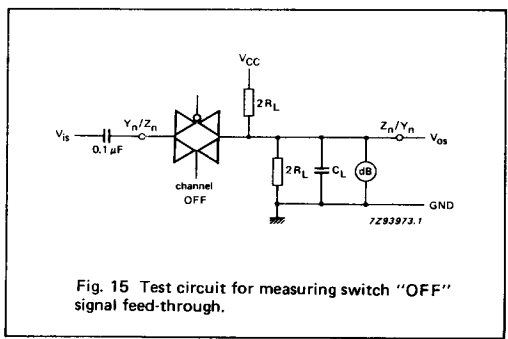 VCC
2RL
Vis
Yn/Zn
0.1 µF
channel
OFF
2RL
CL
dB
Zn/Yn
Vos
GND
7Z93973.1
Fig. 15 Test circuit for measuring switch "OFF"
signal feed-through.